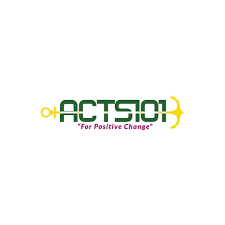 ACTS101
"For Positive Change"